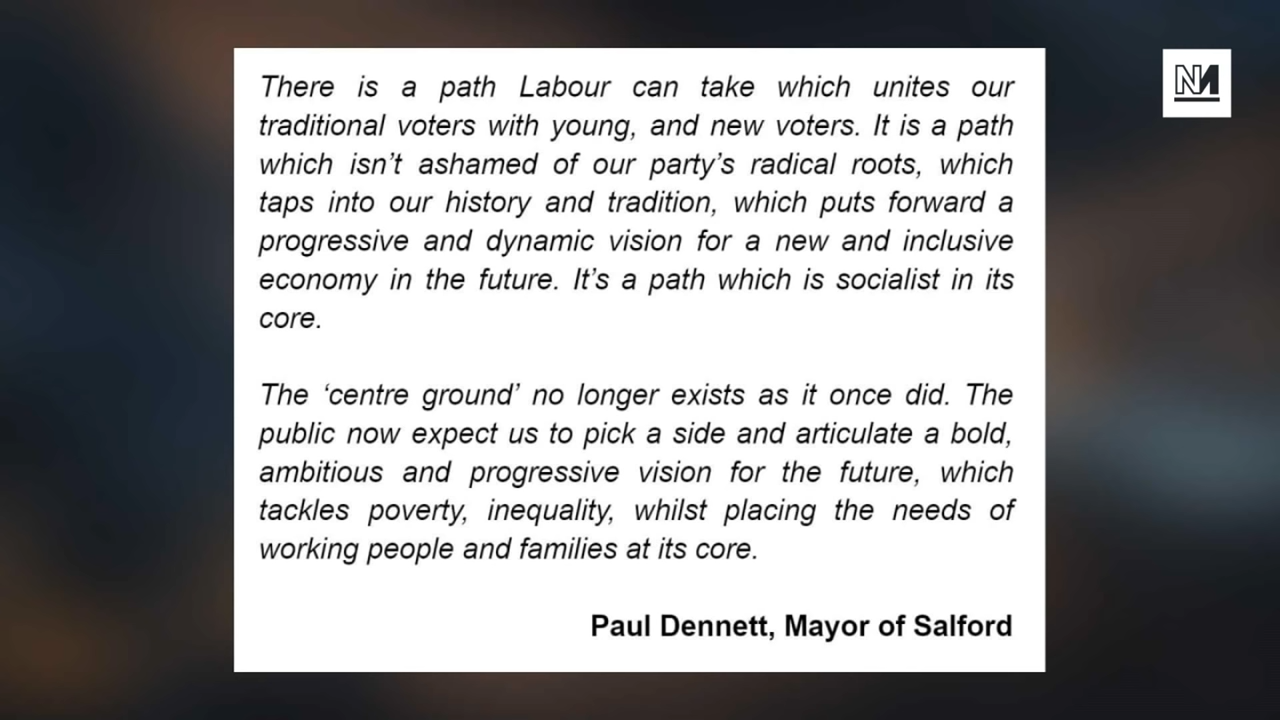 There is a path Labour can take which unites our
traditional voters with young, and new voters. It is a path
which isn’t ashamed of our party’s radical roots, which
taps into our history and tradition, which puts forward a
progressive and dynamic vision for a new and inclusive
economy in the future. It’s a path which is socialist in its
core.
The ‘centre ground’ no longer exists as it once did. The
public now expect us to pick a side and articulate a bold,
ambitious and progressive vision for the future, which
tackles poverty, inequality, whilst placing the needs of
working people and families at its core.
Paul Dennett, Mayor of Salford
NM